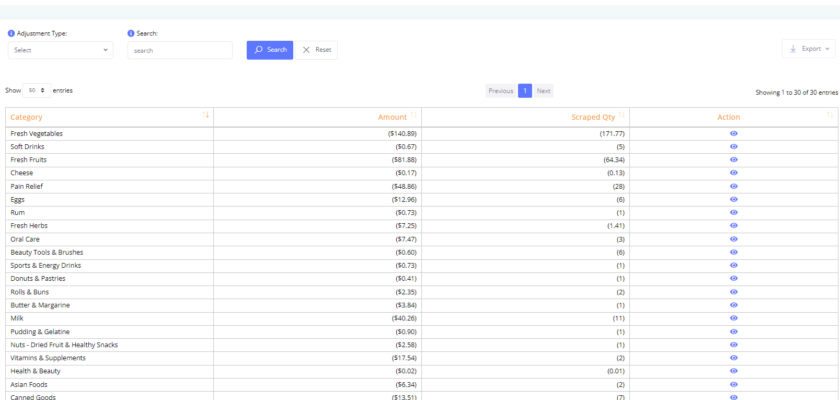 Adjustment Type: Search:
Select search Search Reset Export
Show 50 entries Previous 1 Next Showing 1 to 30 of 30 entries
Category Amount Scraped Qty Action
Fresh Vegetables ($140.89) (171.77)
Soft Drinks ($0.67) (5)
Fresh Fruits ($81.88) (64.34)
Cheese ($0.17) (0.13)
Pain Relief ($48.86) (28)
Eggs ($12.96) (6)
Rum ($0.73) (1)
Fresh Herbs ($7.25) (1.41)
Oral Care ($7.47) (3)
Beauty Tools & Brushes ($0.60) (6)
Sports & Energy Drinks ($0.73) (1)
Donuts & Pastries ($0.41) (1)
Rolls & Buns ($2.35) (2)
Butter & Margarine ($3.84) (1)
Milk ($40.26) (11)
Pudding & Gelatine ($0.90) (1)
Nuts - Dried Fruit & Healthy Snacks ($2.58) (1)
Vitamins & Supplements ($17.54) (2)
Health & Beauty ($0.02) (0.01)
Asian Foods ($6.34) (2)
Canned Goods ($13.51) (7)